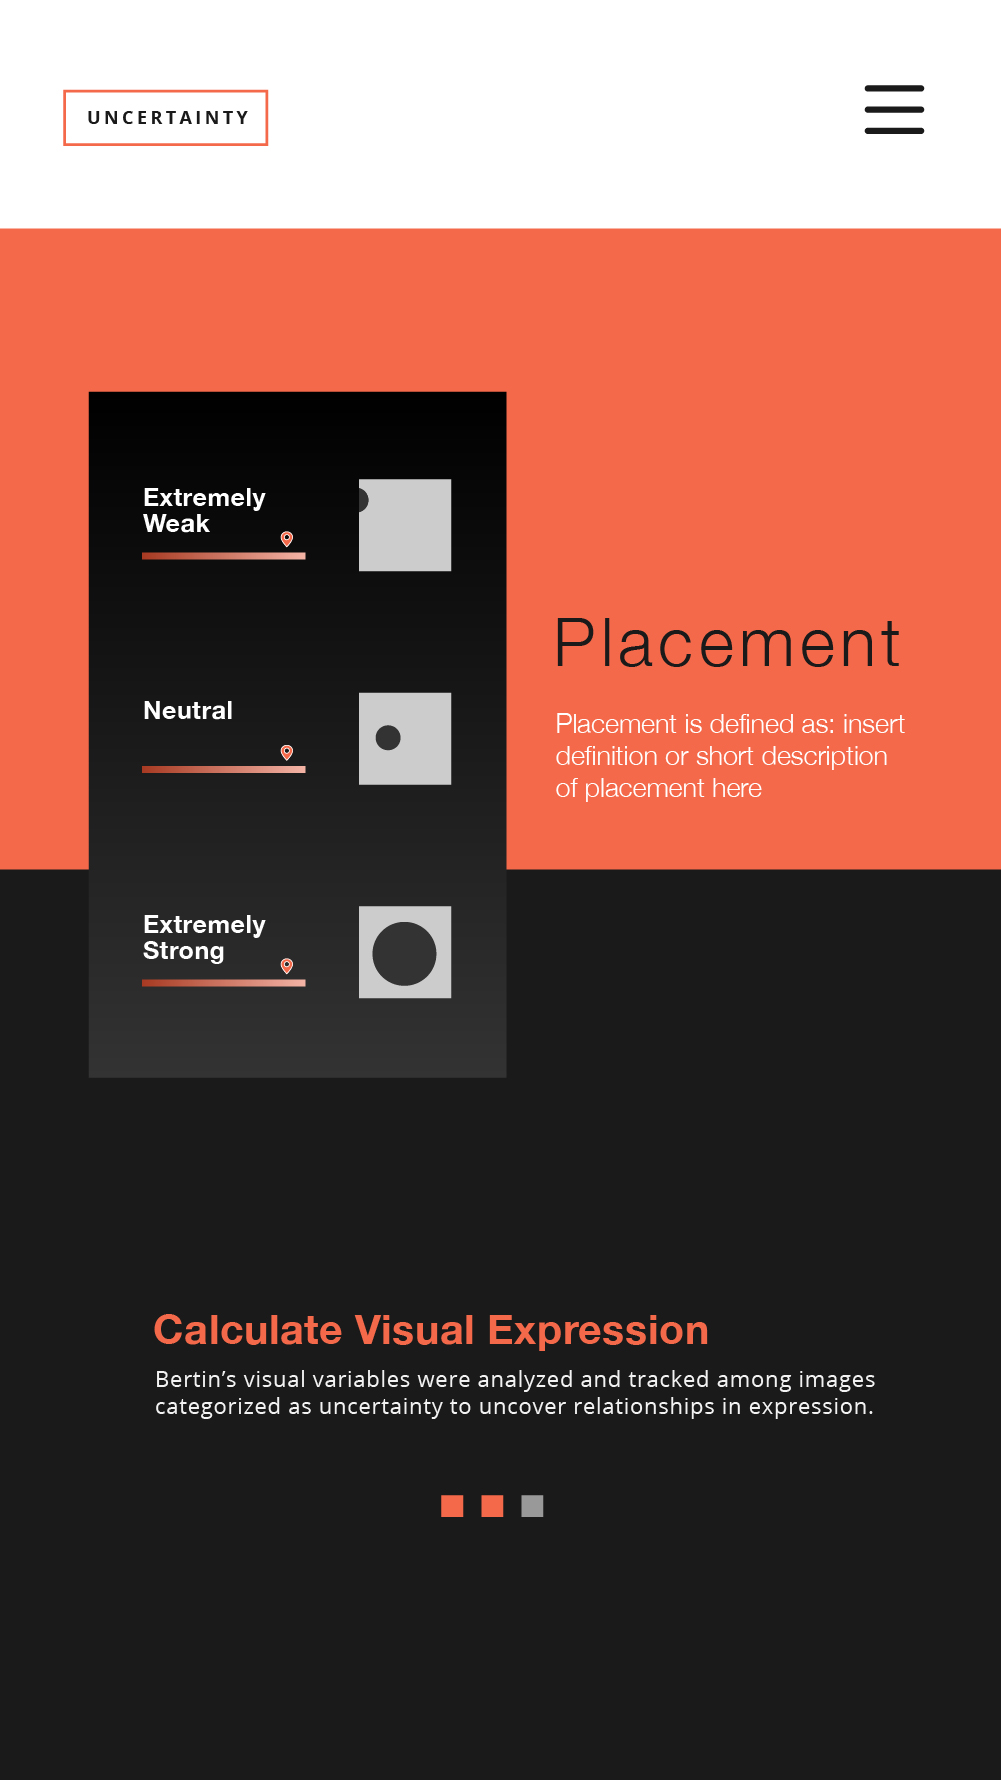 UNCERTAINTY
Extremely
Weak
Neutral
Extremely
Strong
Placement
Placement is defined as: insert
definition or short description
of placement here
Calculate Visual Expression
Bertin’s visual variables were analyzed and tracked among images
categorized as uncertainty to uncover relationships in expression.